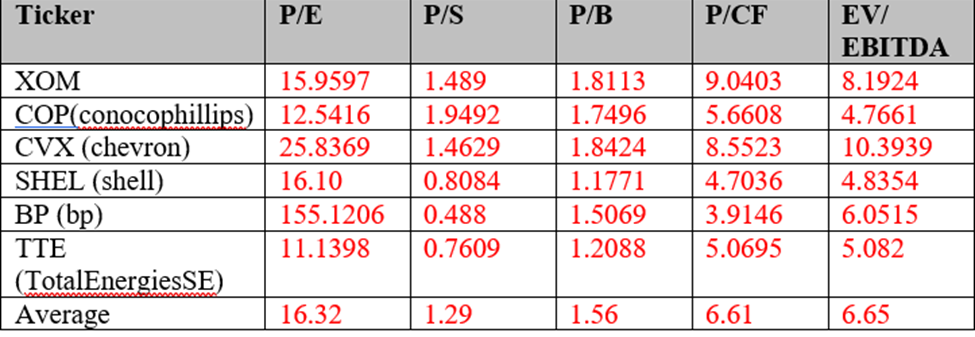 Ticker P/E P/S P/B P/CF EV/
EBITDA
XOM 15.9597 1.489 1.8113 9.0403 8.1924
COP(conocophillips) 12.5416 1.9492 1.7496 5.6608 4.7661
CVX (chevron) 25.8369 1.4629 1.8424 8.5523 10.3939
SHEL (shell) 16.10 0.8084 1.1771 4.7036 4.8354
BP (bp) 155.1206 0.488 1.5069 3.9146 6.0515
TTE 11.1398 0.7609 1.2088 5.0695 5.082
(TotalEnergiesSE)
Average 16.32 1.29 1.56 6.61 6.65